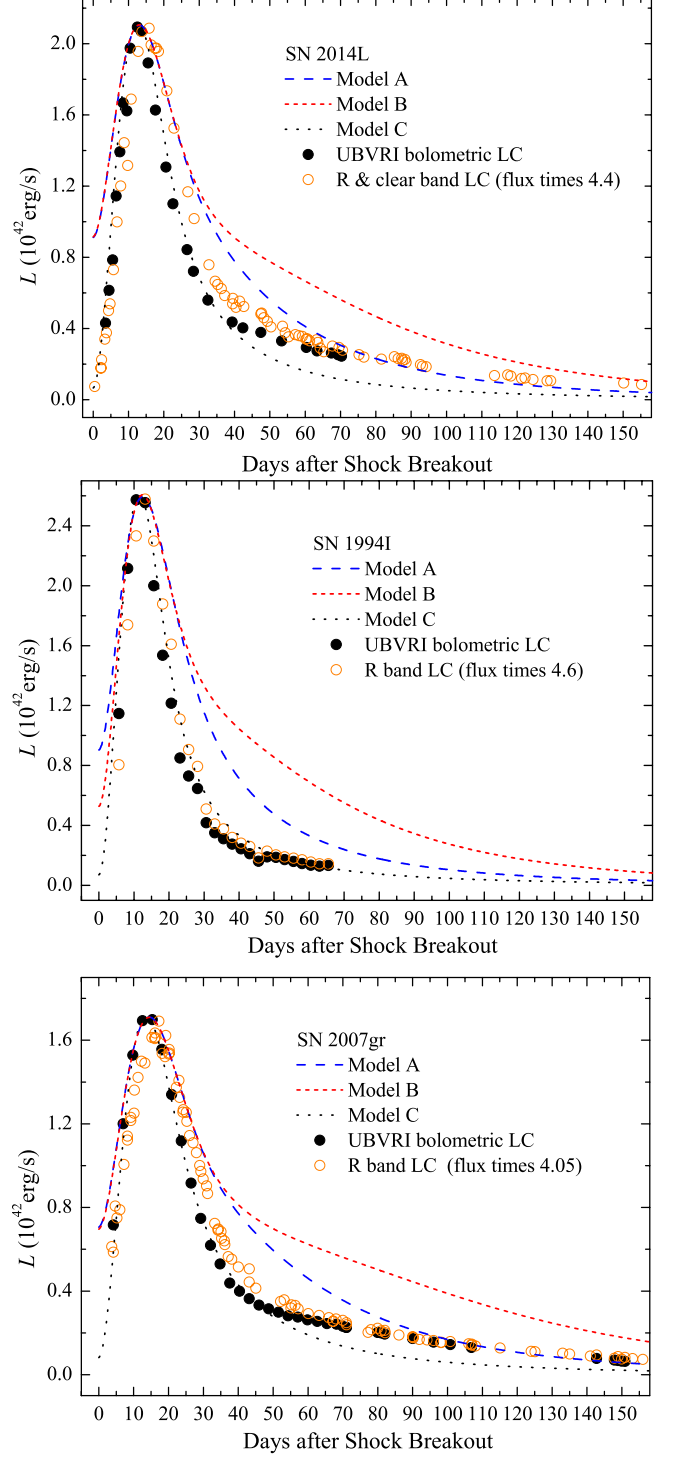 SN 2014L
Model A
Model B
Model C
UBVRI bolometric LC
R & clear band LC (flux times 4.4)
L (10^42 erg/s)
2.0
1.6
1.2
0.8
0.4
0.0
0 10 20 30 40 50 60 70 80 90 100 110 120 130 140 150
Days after Shock Breakout
SN 1994I
Model A
Model B
Model C
UBVRI bolometric LC
R band LC (flux times 4.6)
L (10^42 erg/s)
2.4
2.0
1.6
1.2
0.8
0.4
0.0
0 10 20 30 40 50 60 70 80 90 100 110 120 130 140 150
Days after Shock Breakout
SN 2007gr
Model A
Model B
Model C
UBVRI bolometric LC
R band LC (flux times 4.05)
L (10^42 erg/s)
1.6
1.2
0.8
0.4
0.0
0 10 20 30 40 50 60 70 80 90 100 110 120 130 140 150
Days after Shock Breakout